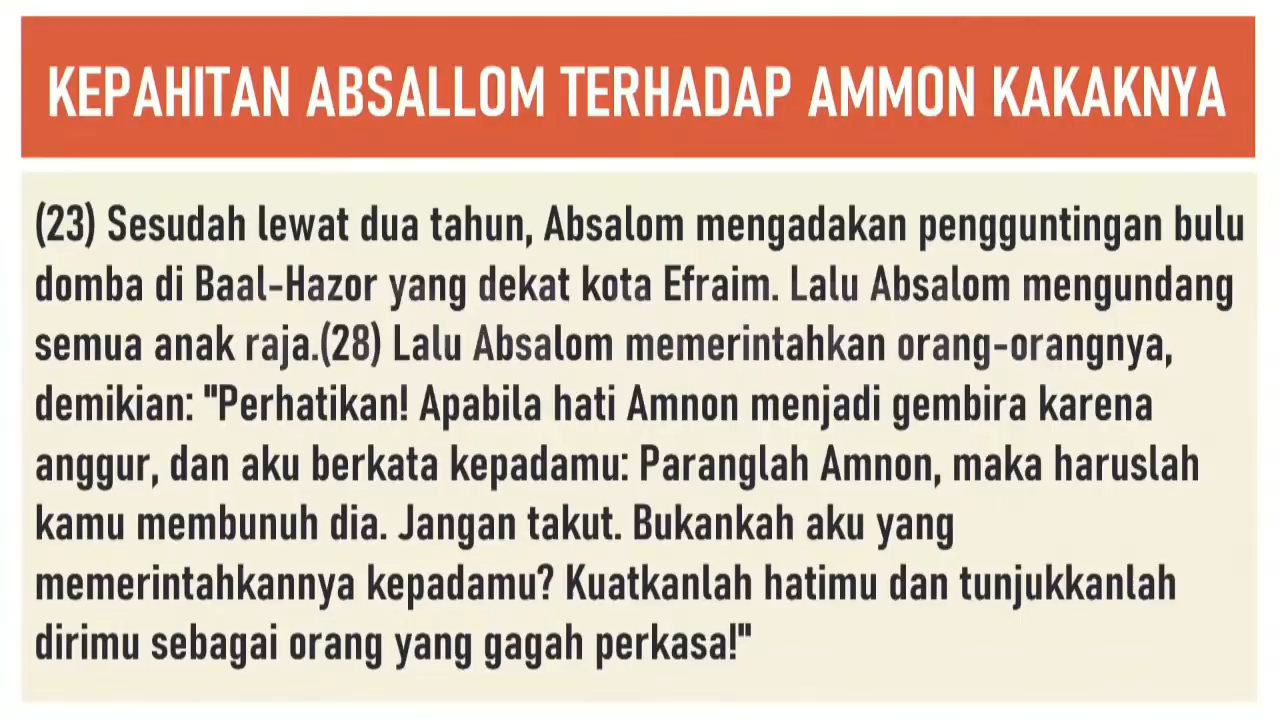 KEPAHITAN ABSALLOM TERHADAP AMMON KAKAKNYA
(23) Sesudah lewat dua tahun, Absalom mengadakan pengguntingan bulu
domba di Baal-Hazor yang dekat kota Efraim. Lalu Absalom mengundang
semua anak raja.(28) Lalu Absalom memerintahkan orang-orangnya,
demikian: "Perhatikan! Apabila hati Amnon menjadi gembira karena
anggur, dan aku berkata kepadamu: Paranglah Amnon, maka haruslah
kamu membunuh dia. Jangan takut. Bukankah aku yang
memerintahkannya kepadamu? Kuatkanlah hatimu dan tunjukkanlah
dirimu sebagai orang yang gagah perkasa!"